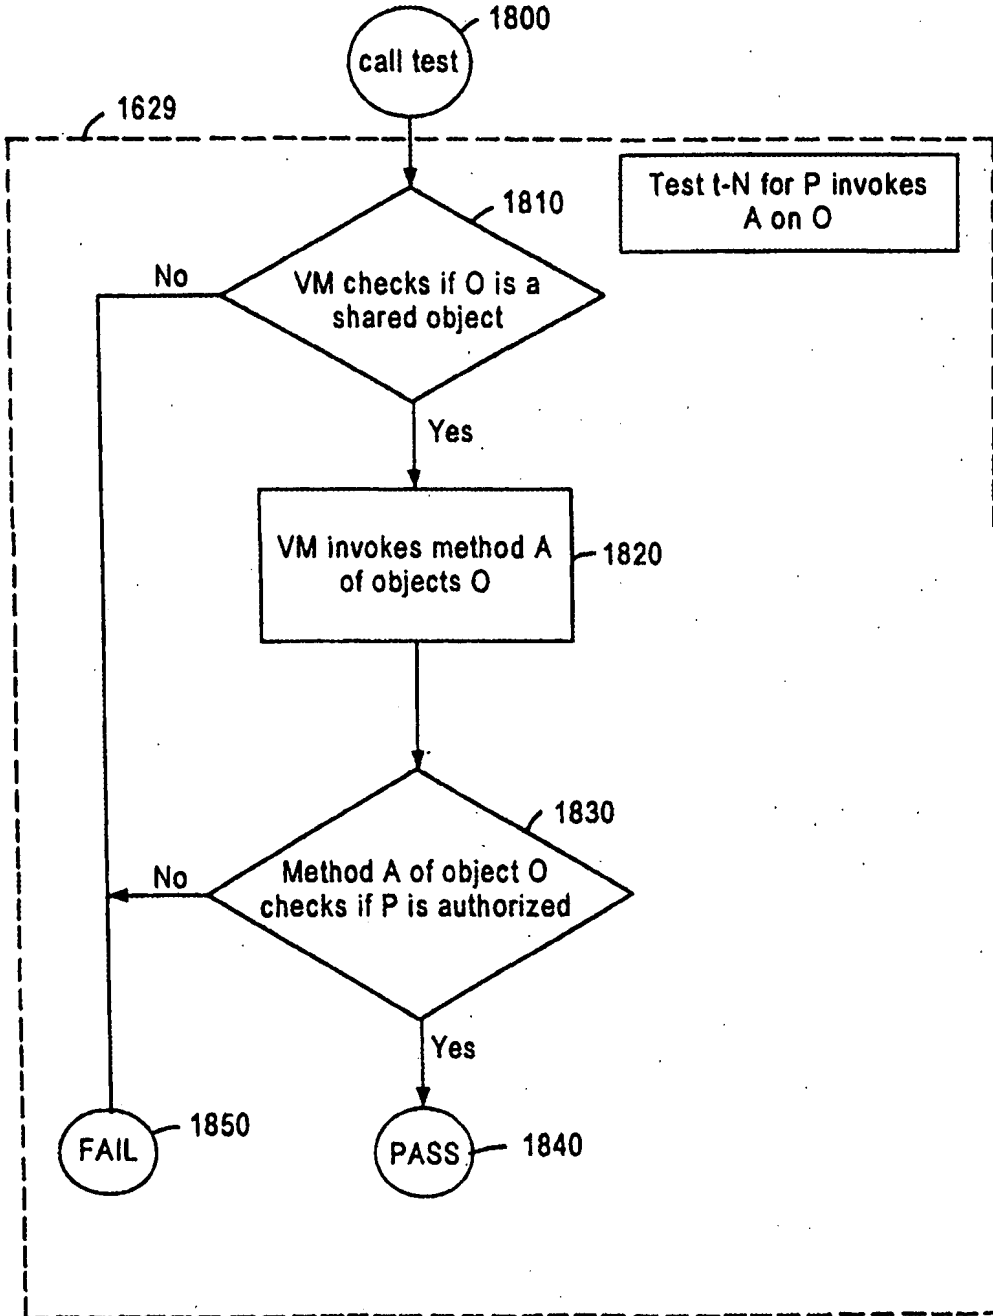 1800
call test
1629
Test t-N for P invokes
A on O
1810
No
VM checks if O is a
shared object
Yes
VM invokes method A
of objects O
1820
1830
No
Method A of object O
checks if P is authorized
Yes
FAIL
1850
PASS
1840